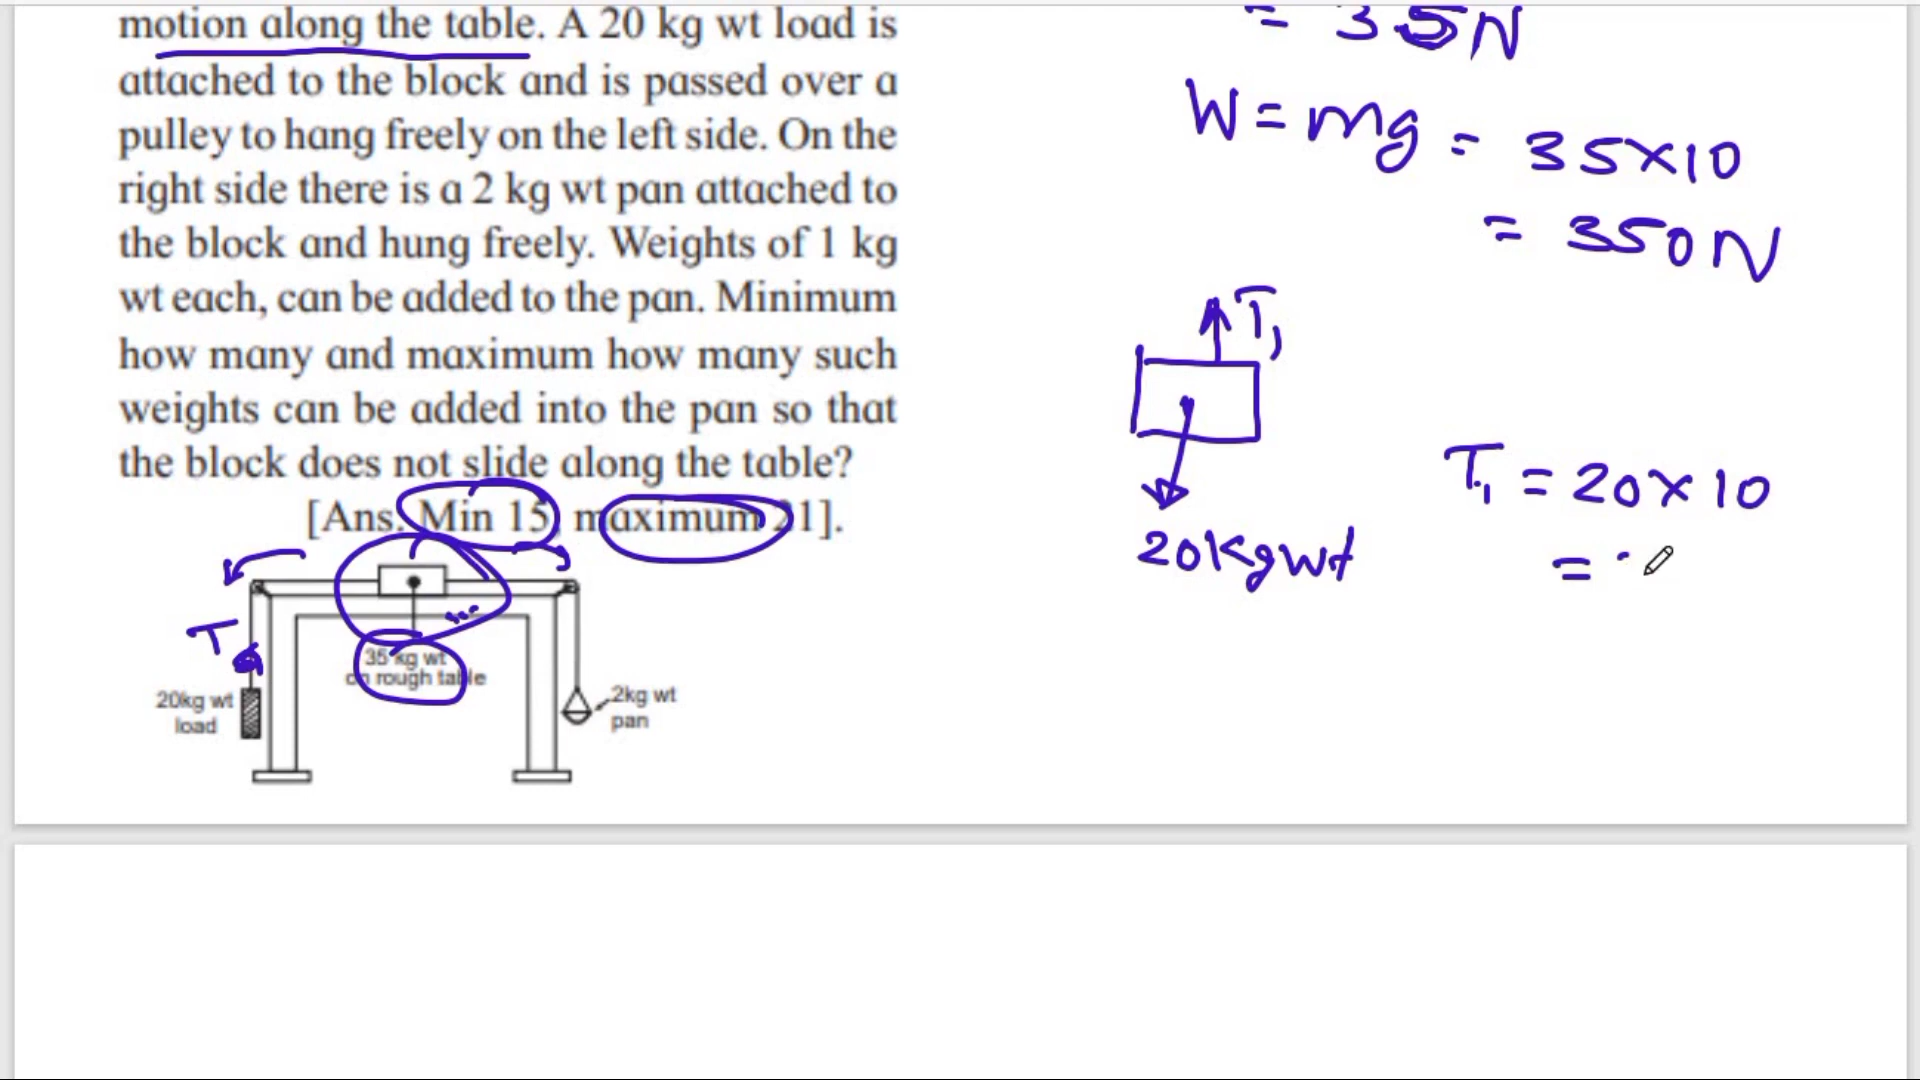 motion along the table. A 20 kg wt load is
attached to the block and is passed over a
pulley to hang freely on the left side. On the
right side there is a 2 kg wt pan attached to
the block and hung freely. Weights of 1 kg
wt each, can be added to the pan. Minimum
how many and maximum how many such
weights can be added into the pan so that
the block does not slide along the table?
[Ans. Min 15, maximum 21].
T
35 kg wt
on rough table
20kg wt
load
2kg wt
pan
= 35N
W = mg = 35×10
= 350N
T1
20kgwt
T1 = 20×10
=